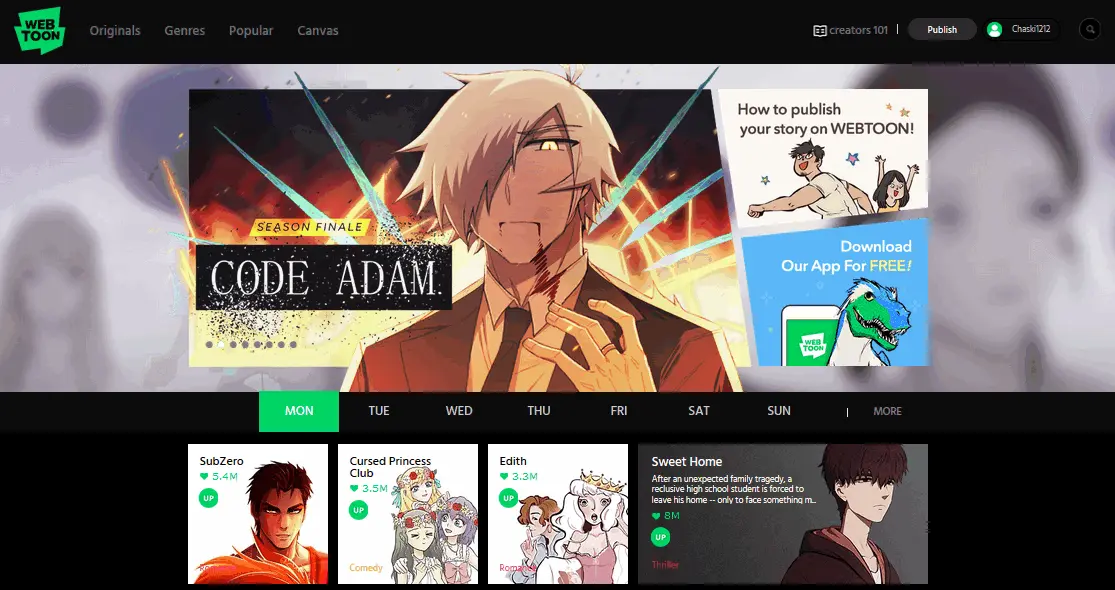 WEB
TOON
Originals
Genres
Popular
Canvas
creators 101
Publish
Chaski1212
SEASON FINALE
CODE ADAM.
How to publish
your story on WEBTOON!
Download
Our App For FREE!
WEB
TOON
MON
TUE
WED
THU
FRI
SAT
SUN
MORE
SubZero
5.4M
UP
Romance
Cursed Princess
Club
3.5M
UP
Comedy
Edith
3.3M
UP
Romance
Sweet Home
After an unexpected family tragedy, a
reclusive high school student is forced to
leave his home -- only to face something m..
8M
UP
Thriller